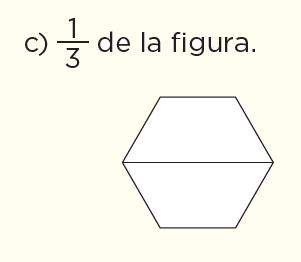 c) 1/3 de la figura.